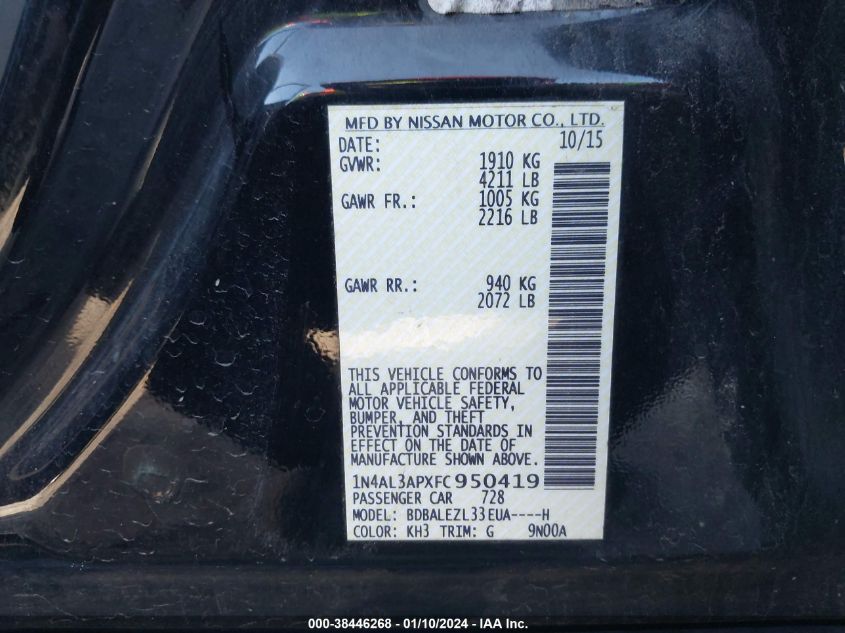 MFD BY NISSAN MOTOR CO., LTD.
DATE: 10/15
GVWR: 1910 KG
4211 LB
GAWR FR.: 1005 KG
2216 LB
GAWR RR.: 940 KG
2072 LB
THIS VEHICLE CONFORMS TO
ALL APPLICABLE FEDERAL
MOTOR VEHICLE SAFETY,
BUMPER, AND THEFT
PREVENTION STANDARDS IN
EFFECT ON THE DATE OF
MANUFACTURE SHOWN ABOVE.
1N4AL3APXFC950419
PASSENGER CAR 728
MODEL: BDBALEZL33EUA----H
COLOR: KH3 TRIM: G 9N00A
000-38446268 - 01/10/2024 - IAA Inc.